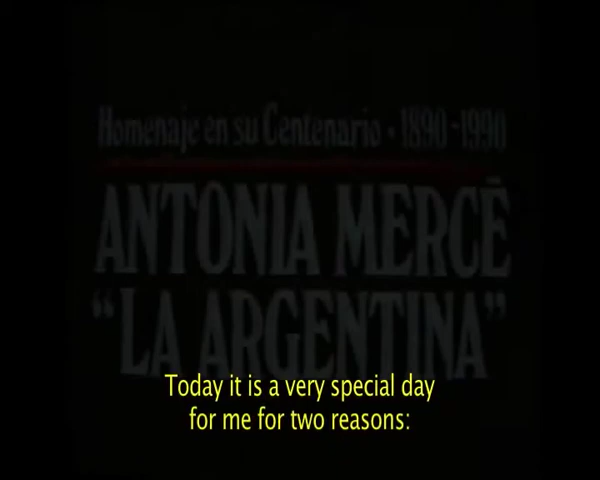 Homenaje en su Centenario • 1890-1990
ANTONIA MERCÉ
“LA ARGENTINA”
Today it is a very special day
for me for two reasons: